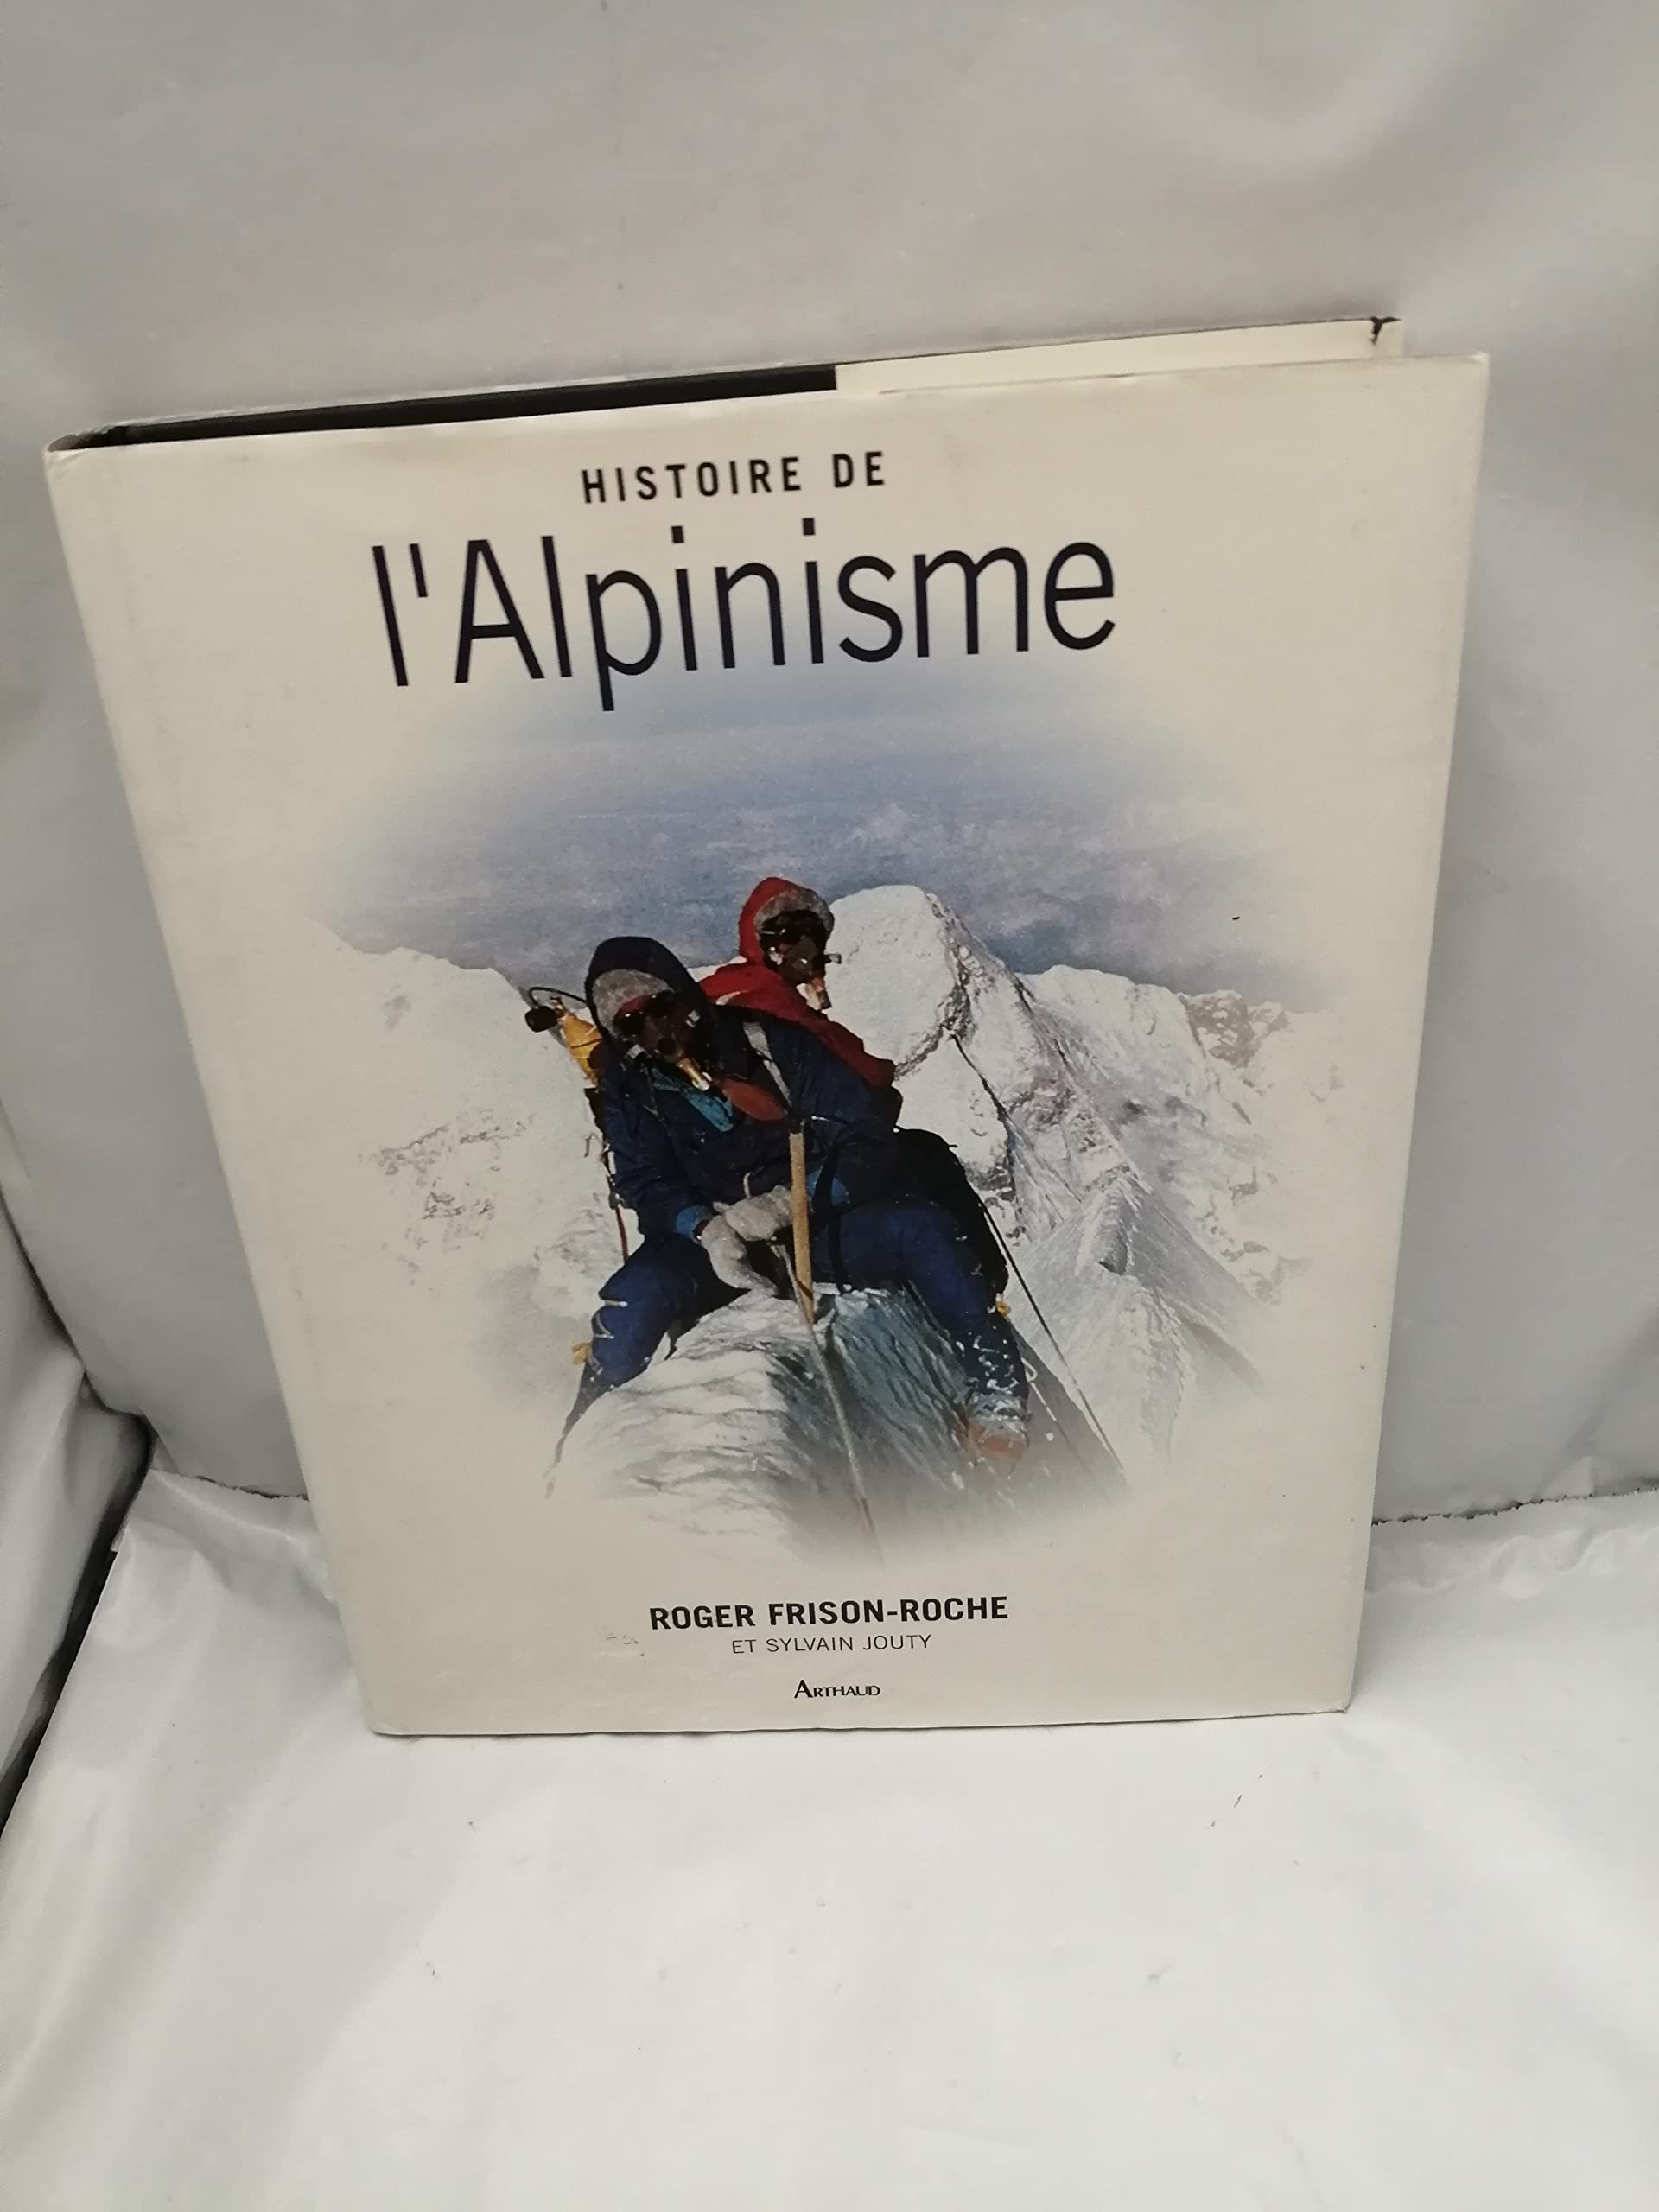 HISTOIRE DE
l'Alpinisme
ROGER FRISON-ROCHE
ET SYLVAIN JOUTY
ARTHAUD